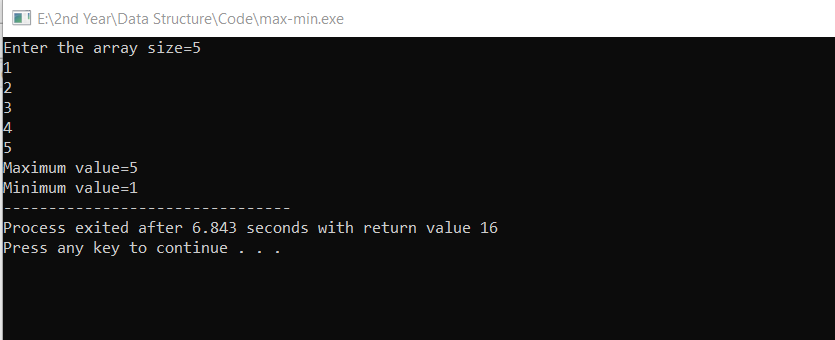 E:\2nd Year\Data Structure\Code\max-min.exe
Enter the array size=5
1
2
3
4
5
Maximum value=5
Minimum value=1
--------------------------------
Process exited after 6.843 seconds with return value 16
Press any key to continue . . .